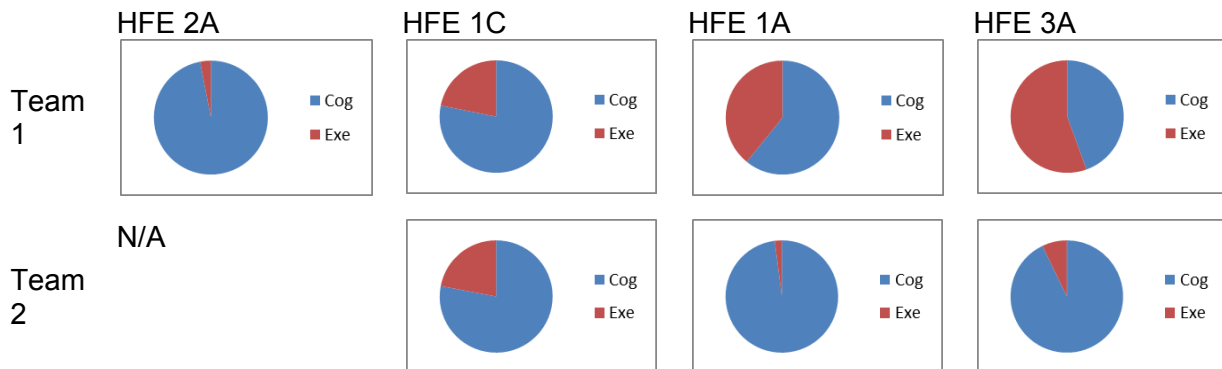 HFE 2A HFE 1C HFE 1A HFE 3A
Team
1
Cog Cog Cog Cog
Exe Exe Exe Exe
N/A
Team
2
Cog Cog Cog
Exe Exe Exe